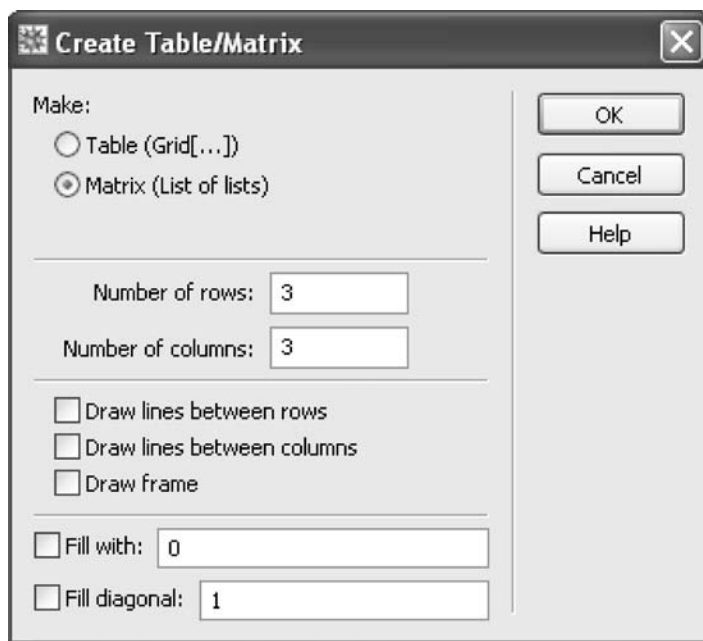 Create Table/Matrix
Make:
Table (Grid[...])
Matrix (List of lists)
OK
Cancel
Help
Number of rows: 3
Number of columns: 3
Draw lines between rows
Draw lines between columns
Draw frame
Fill with: 0
Fill diagonal: 1